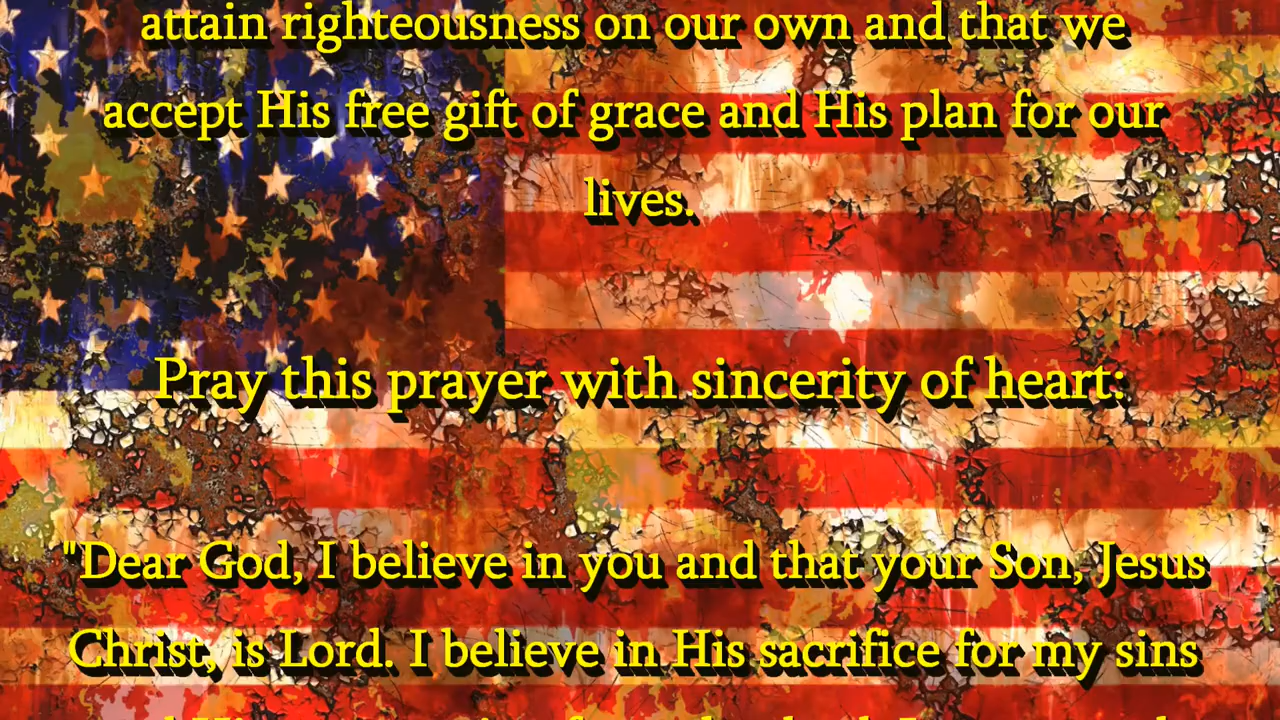 attain righteousness on our own and that we
accept His free gift of grace and His plan for our
lives.
Pray this prayer with sincerity of heart:
"Dear God, I believe in you and that your Son, Jesus
Christ, is Lord. I believe in His sacrifice for my sins